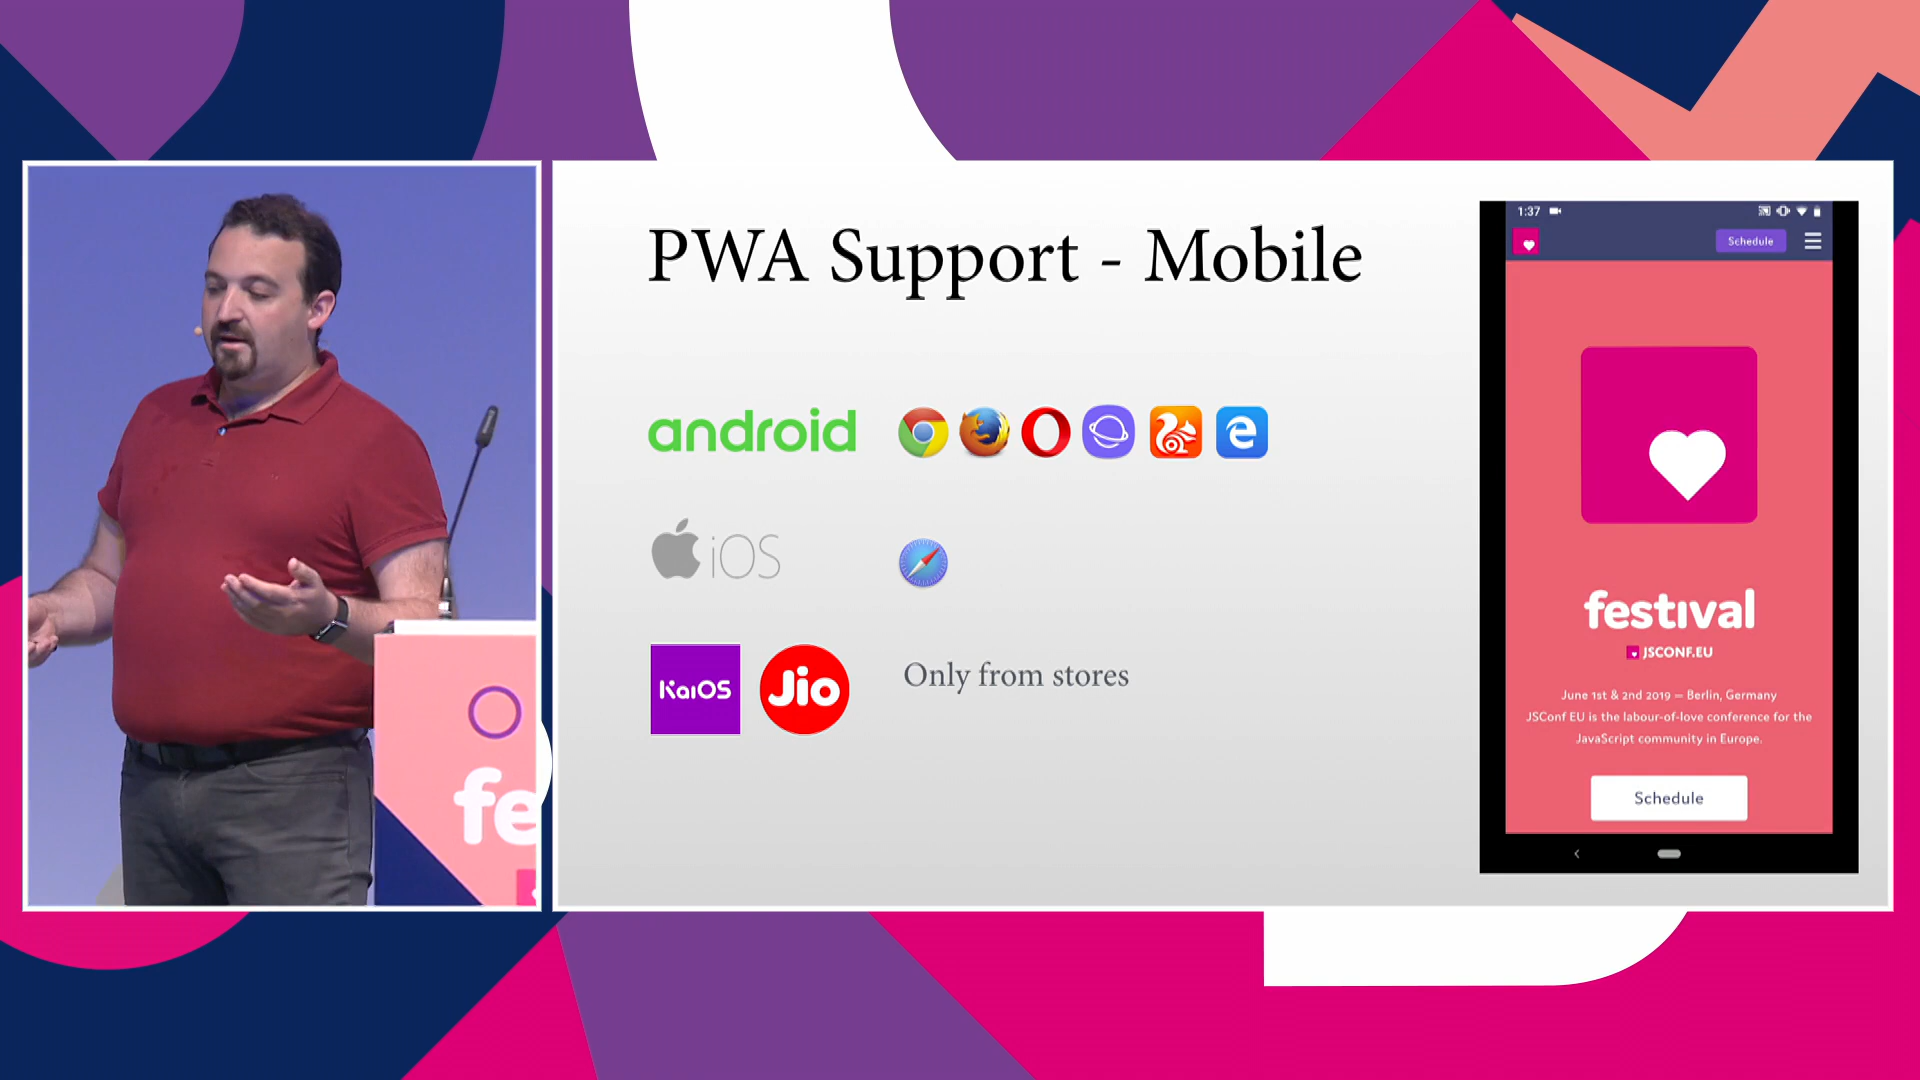 PWA Support - Mobile
android
iOS
KaiOS
Jio
Only from stores
1:37
Schedule
festival
JSCONF.EU
June 1st & 2nd 2019 — Berlin, Germany
JSConf EU is the labour-of-love conference for the
JavaScript community in Europe.
Schedule
fe